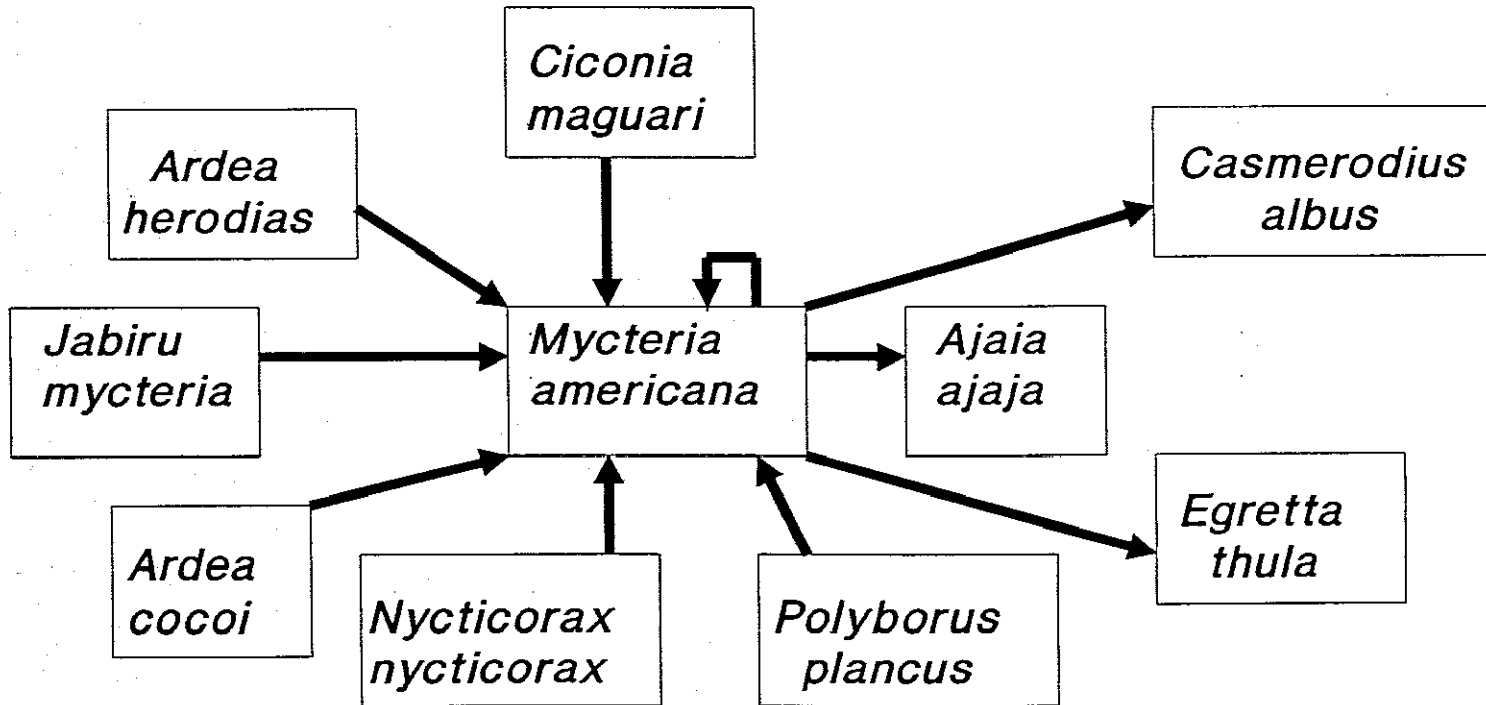 Ciconia
maguari
Ardea
herodias
Casmerodius
albus
Jabiru
mycteria
Mycteria
americana
Ajaia
ajaja
Ardea
cocoi
Nycticorax
nycticorax
Polyborus
plancus
Egretta
thula